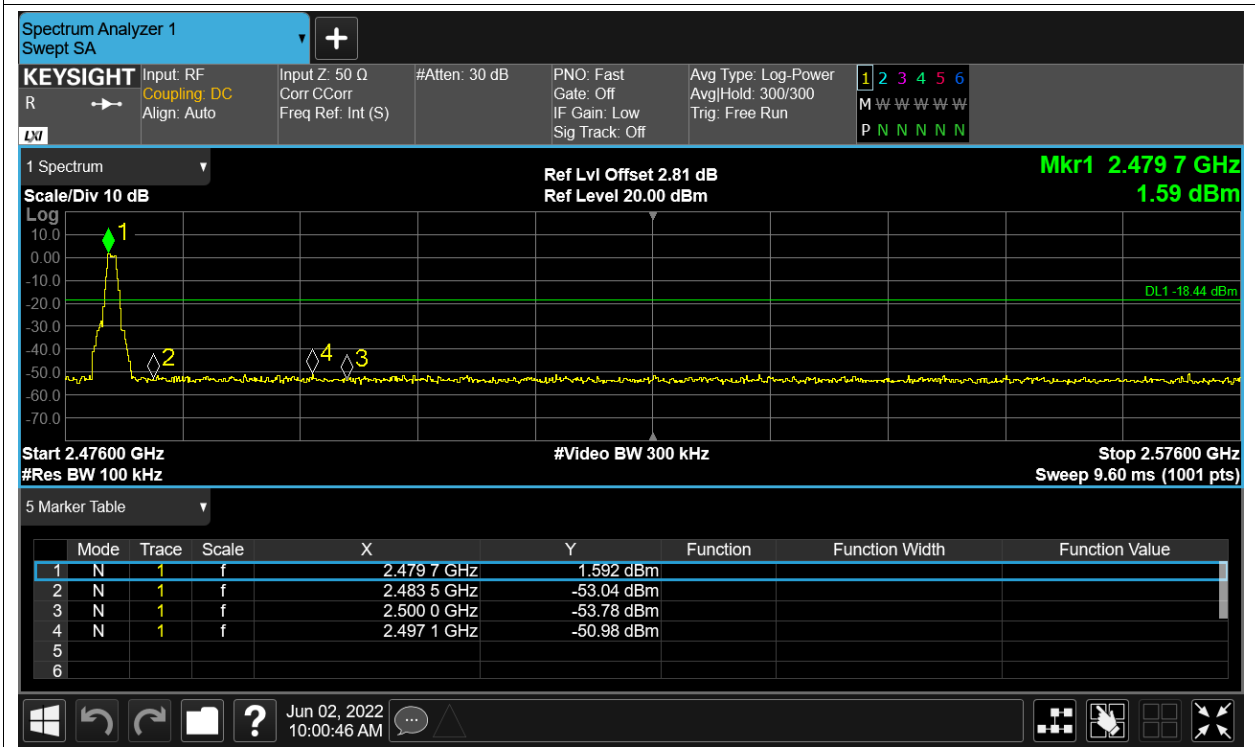 Spectrum Analyzer 1
Swept SA
+
KEYSIGHT Input: RF Input Z: 50 Ω #Atten: 30 dB PNO: Fast Avg Type: Log-Power 1 2 3 4 5 6
R Coupling: DC Corr CCorr Gate: Off Avg|Hold: 300/300 M W W W W W
Align: Auto Freq Ref: Int (S) IF Gain: Low Trig: Free Run
LXI Sig Track: Off P N N N N N
1 Spectrum Ref Lvl Offset 2.81 dB Mkr1 2.479 7 GHz
Scale/Div 10 dB Ref Level 20.00 dBm 1.59 dBm
Log
10.0 1
0.00
-10.0
DL1 -18.44 dBm
-20.0
-30.0
-40.0 2 4 3
-50.0
-60.0
-70.0
Start 2.47600 GHz #Video BW 300 kHz Stop 2.57600 GHz
#Res BW 100 kHz Sweep 9.60 ms (1001 pts)
5 Marker Table
Mode Trace Scale X Y Function Function Width Function Value
1 N 1 f 2.479 7 GHz 1.592 dBm
2 N 1 f 2.483 5 GHz -53.04 dBm
3 N 1 f 2.500 0 GHz -53.78 dBm
4 N 1 f 2.497 1 GHz -50.98 dBm
5
6
? Jun 02, 2022
10:00:46 AM